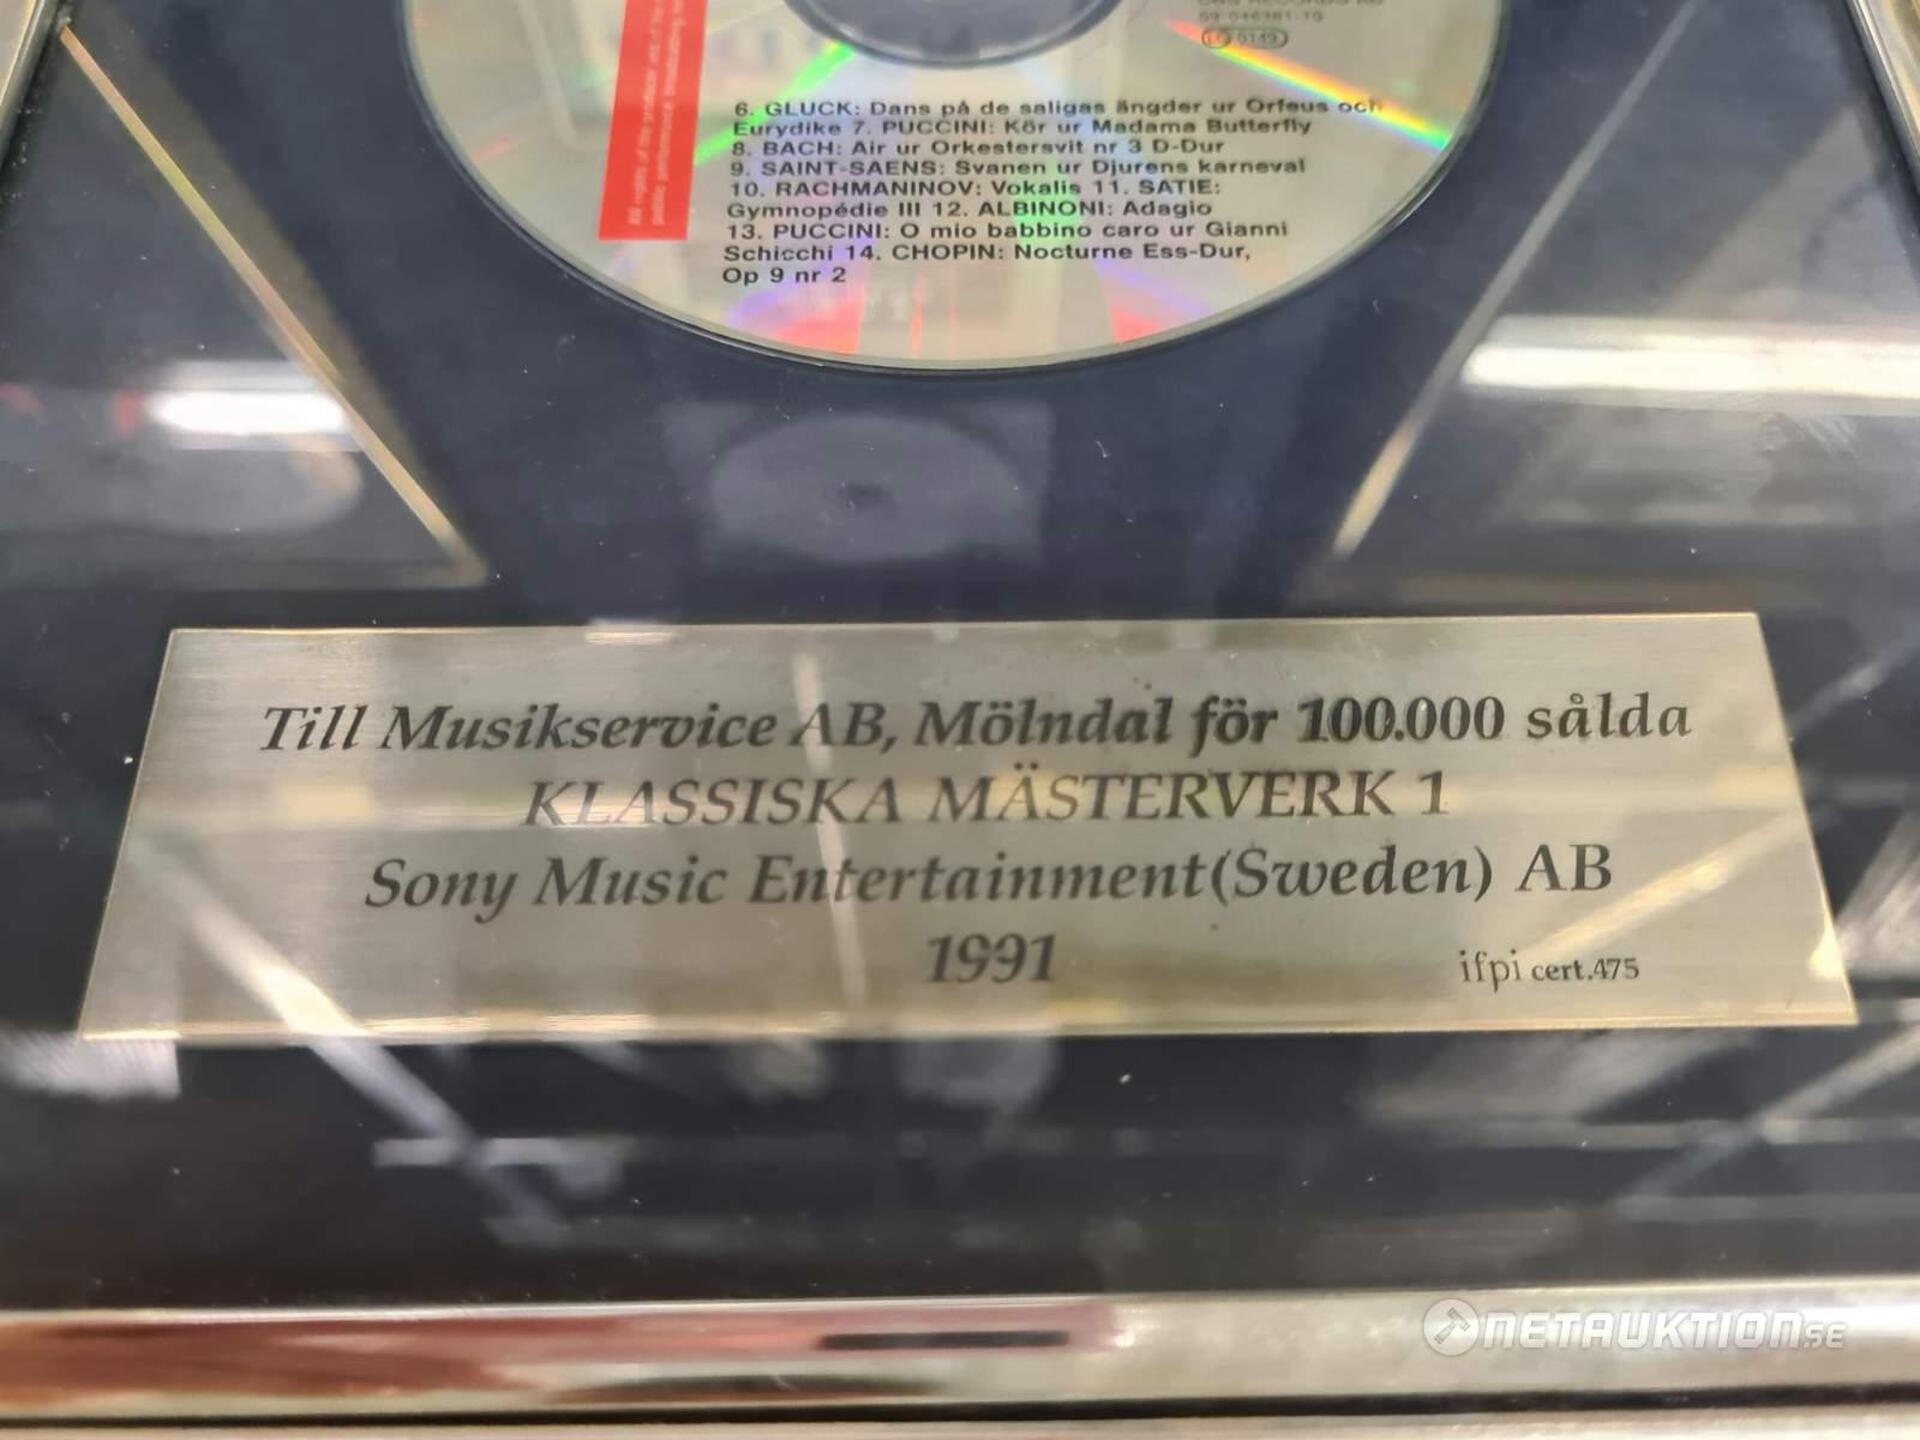 LC 0149
6. GLUCK: Dans på de saligas ängder ur Orfeus och
Eurydike 7. PUCCINI: Kör ur Madama Butterfly
8. BACH: Air ur Orkestersvit nr 3 D-Dur
9. SAINT-SAENS: Svanen ur Djurens karneval
10. RACHMANINOV: Vokalis 11. SATIE:
Gymnopédie III 12. ALBINONI: Adagio
13. PUCCINI: O mio babbino caro ur Gianni
Schicchi 14. CHOPIN: Nocturne Ess-Dur,
Op 9 nr 2
Till Musikservice AB, Mölndal för 100.000 sålda
KLASSISKA MÄSTERVERK 1
Sony Music Entertainment(Sweden) AB
1991
ifpi cert.475
NETAUKTION.SE